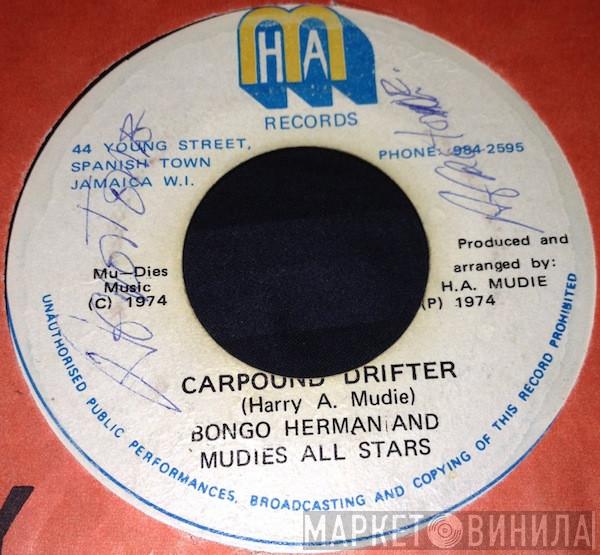 HAM
RECORDS
44 YOUNG STREET,
SPANISH TOWN
JAMAICA W.I.
PHONE: 984-2595
Mu—Dies
Music
(C) 1974
Produced and
arranged by:
H.A. MUDIE
(P) 1974
CARPOUND DRIFTER
(Harry A. Mudie)
BONGO HERMAN AND
MUDIES ALL STARS
UNAUTHORISED PUBLIC PERFORMANCES, BROADCASTING AND COPYING OF THIS RECORD PROHIBITED
МАРКЕТ ВИНИЛА